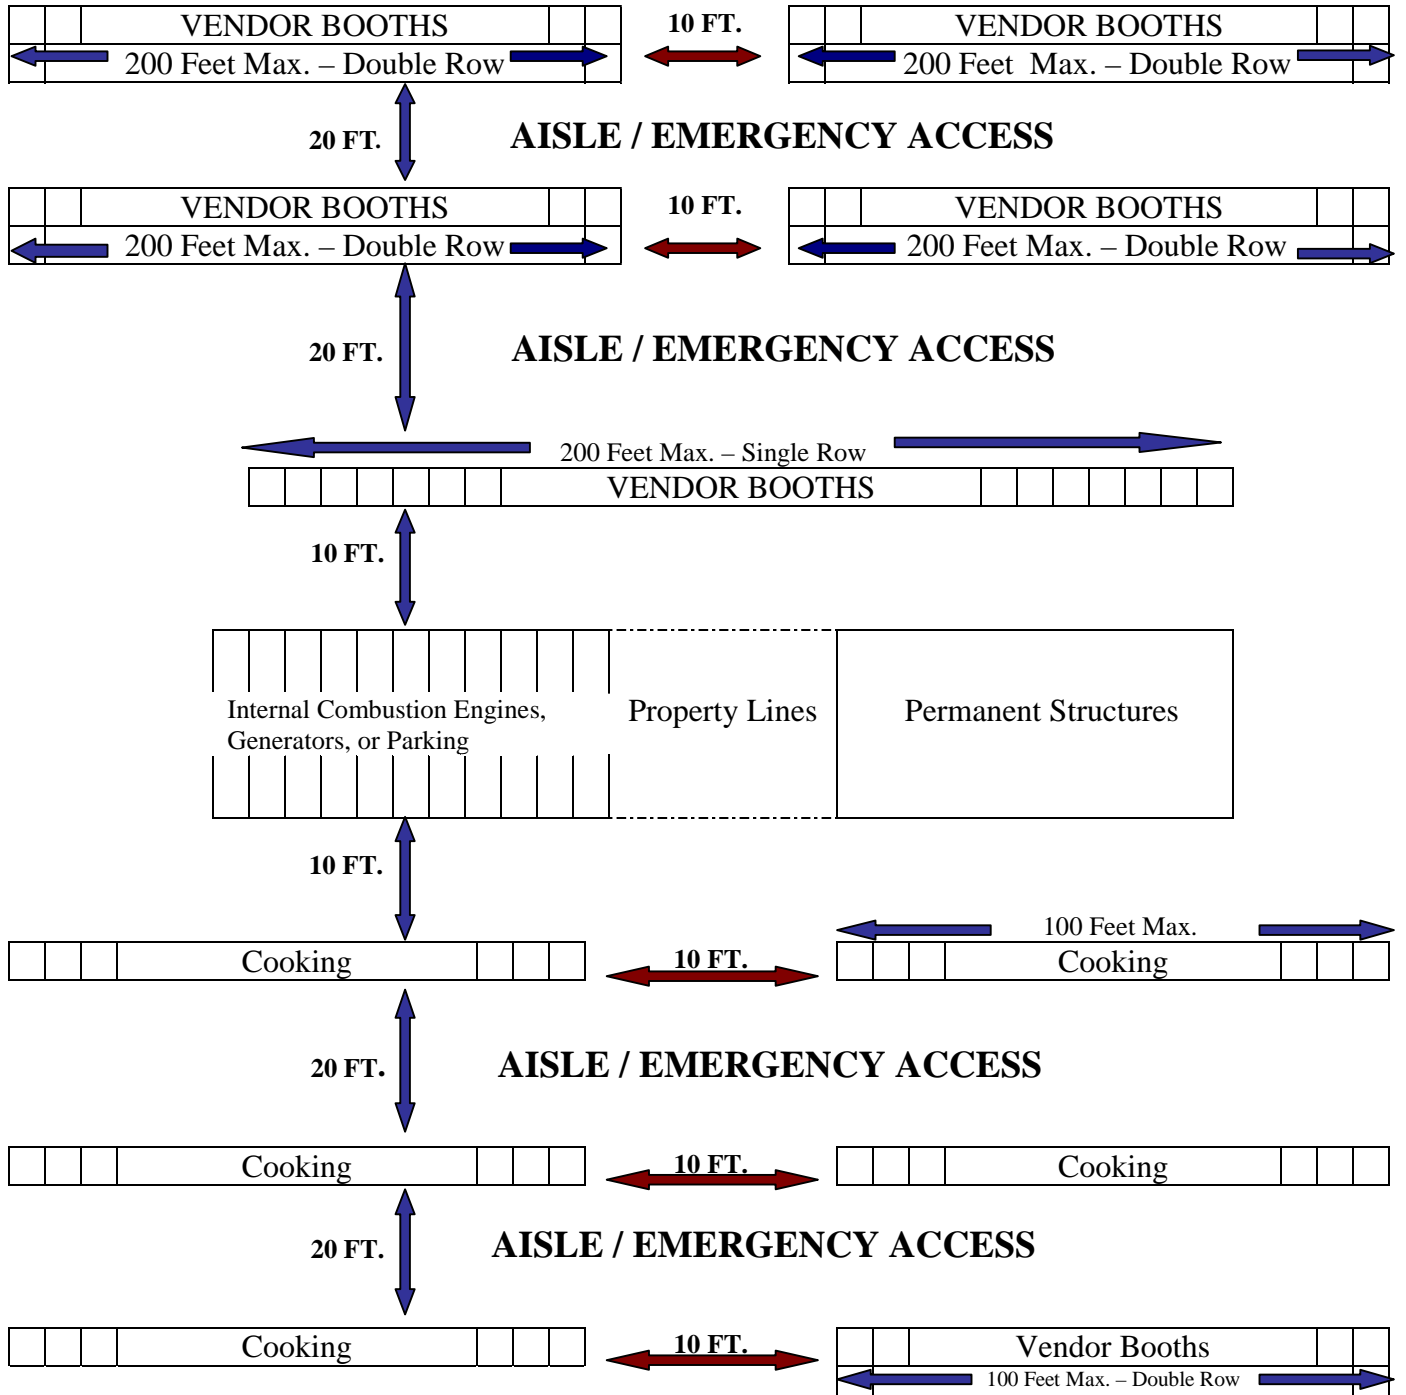 VENDOR BOOTHS
10 FT.
VENDOR BOOTHS
200 Feet Max. – Double Row
200 Feet Max. – Double Row
20 FT.
AISLE / EMERGENCY ACCESS
VENDOR BOOTHS
10 FT.
VENDOR BOOTHS
200 Feet Max. – Double Row
200 Feet Max. – Double Row
20 FT.
AISLE / EMERGENCY ACCESS
200 Feet Max. – Single Row
VENDOR BOOTHS
10 FT.
Internal Combustion Engines,
Generators, or Parking
Property Lines
Permanent Structures
10 FT.
100 Feet Max.
Cooking
10 FT.
Cooking
20 FT.
AISLE / EMERGENCY ACCESS
Cooking
10 FT.
Cooking
20 FT.
AISLE / EMERGENCY ACCESS
Cooking
10 FT.
Vendor Booths
100 Feet Max. – Double Row